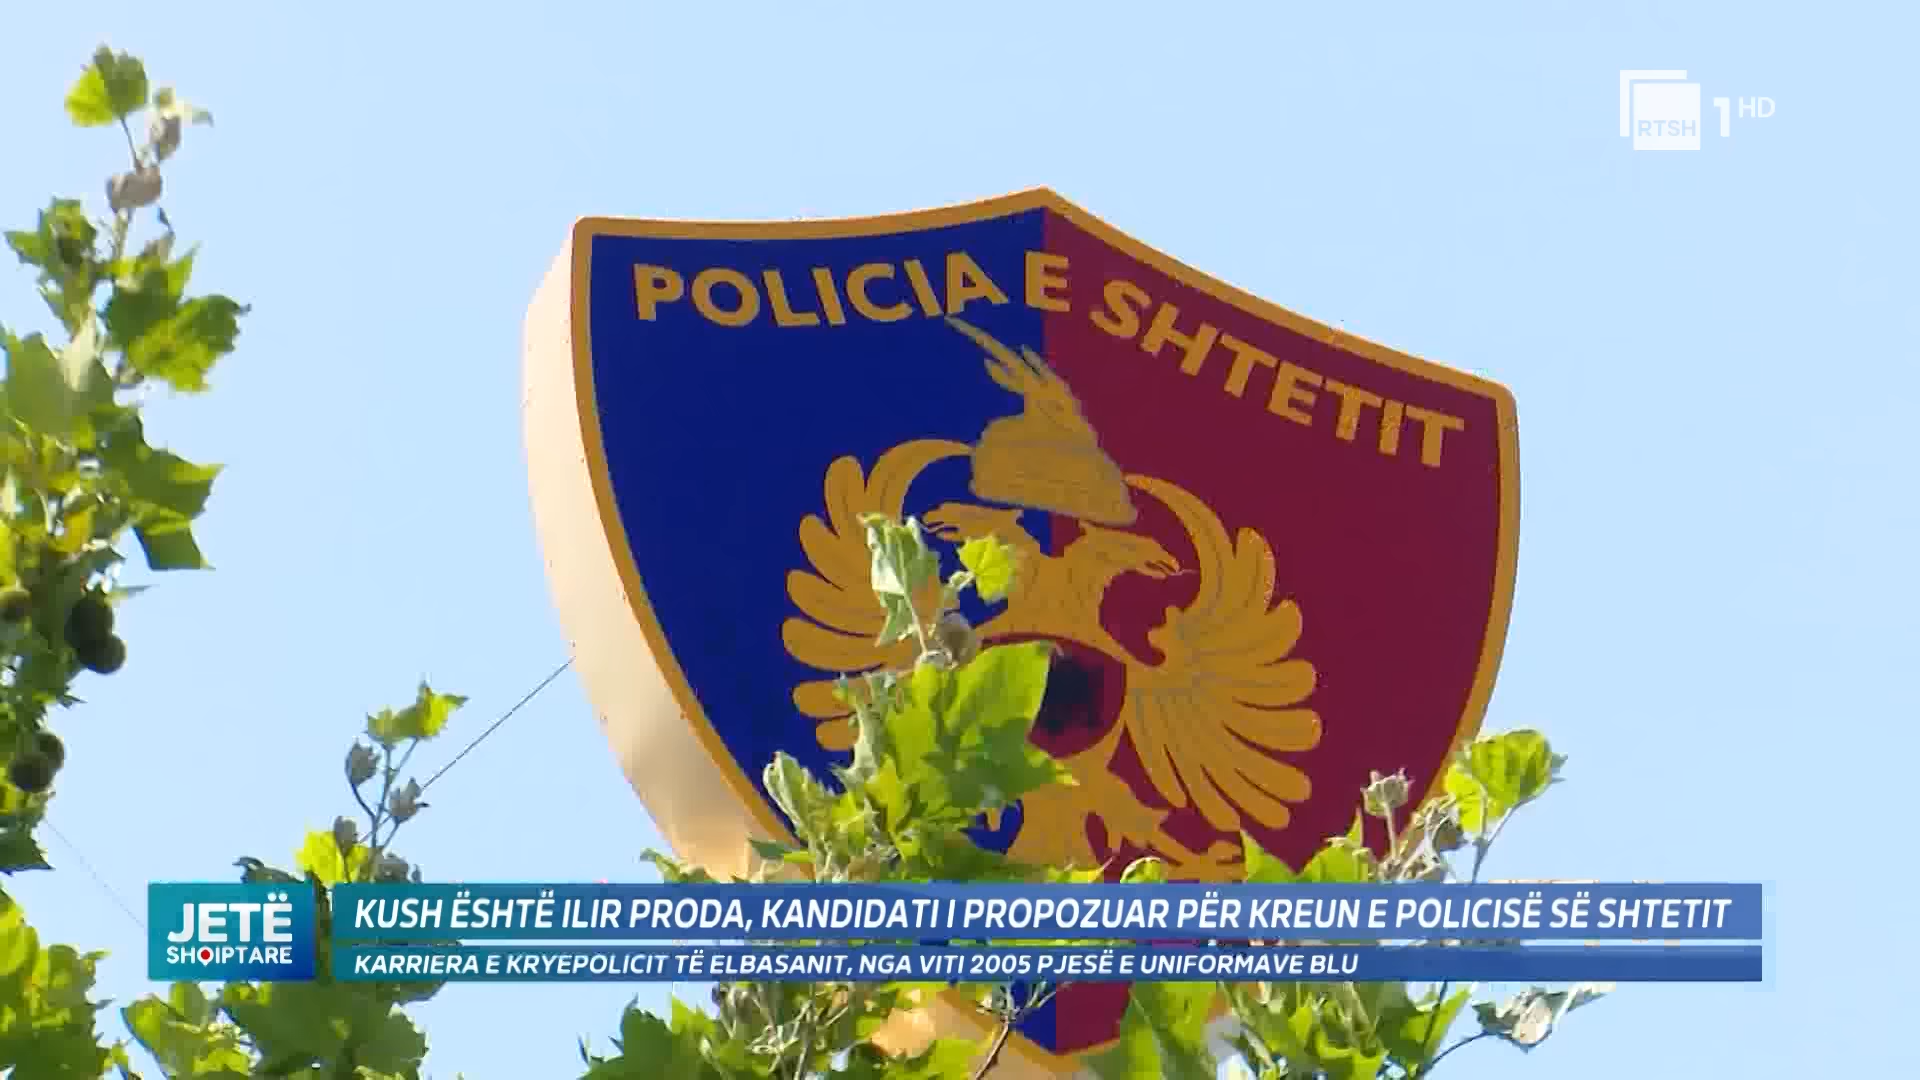 RTSH 1 HD
POLICIA E SHTETIT
JETË
SHQIPTARE
KUSH ËSHTË ILIR PRODA, KANDIDATI I PROPOZUAR PËR KREUN E POLICISË SË SHTETIT
KARRIERA E KRYEPOLICIT TË ELBASANIT, NGA VITI 2005 PJESË E UNIFORMAVE BLU